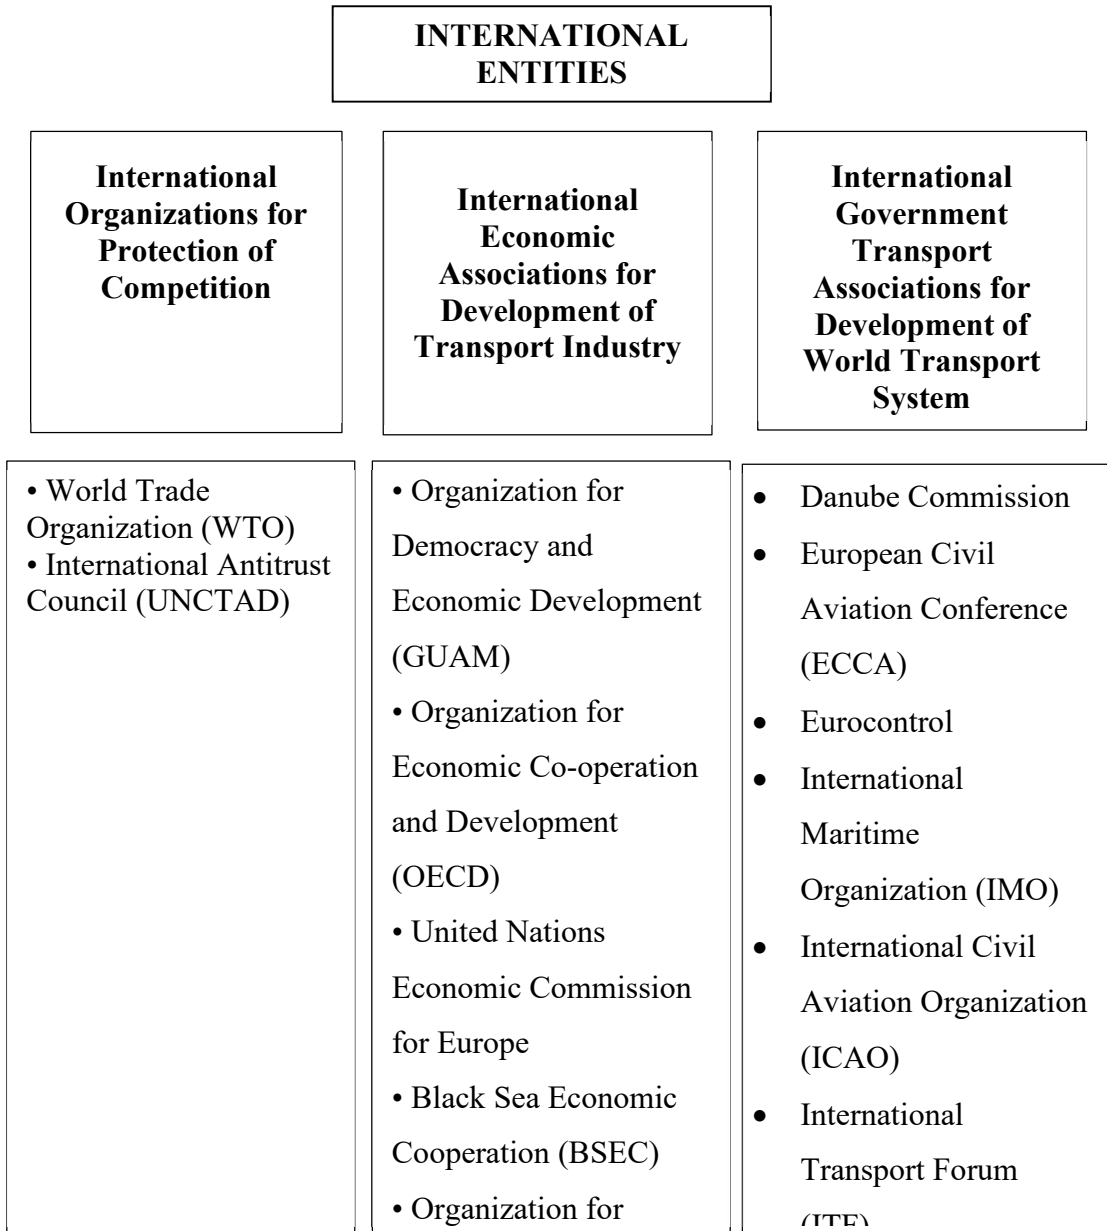 INTERNATIONAL
ENTITIES
International
Organizations for
Protection of
Competition
International
Economic
Associations for
Development of
Transport Industry
International
Government
Transport
Associations for
Development of
World Transport
System
• World Trade
Organization (WTO)
• International Antitrust
Council (UNCTAD)
• Organization for
Democracy and
Economic Development
(GUAM)
• Organization for
Economic Co-operation
and Development
(OECD)
• United Nations
Economic Commission
for Europe
• Black Sea Economic
Cooperation (BSEC)
• Organization for
• Danube Commission
• European Civil
Aviation Conference
(ECCA)
• Eurocontrol
• International
Maritime
Organization (IMO)
• International Civil
Aviation Organization
(ICAO)
• International
Transport Forum
(ITF)